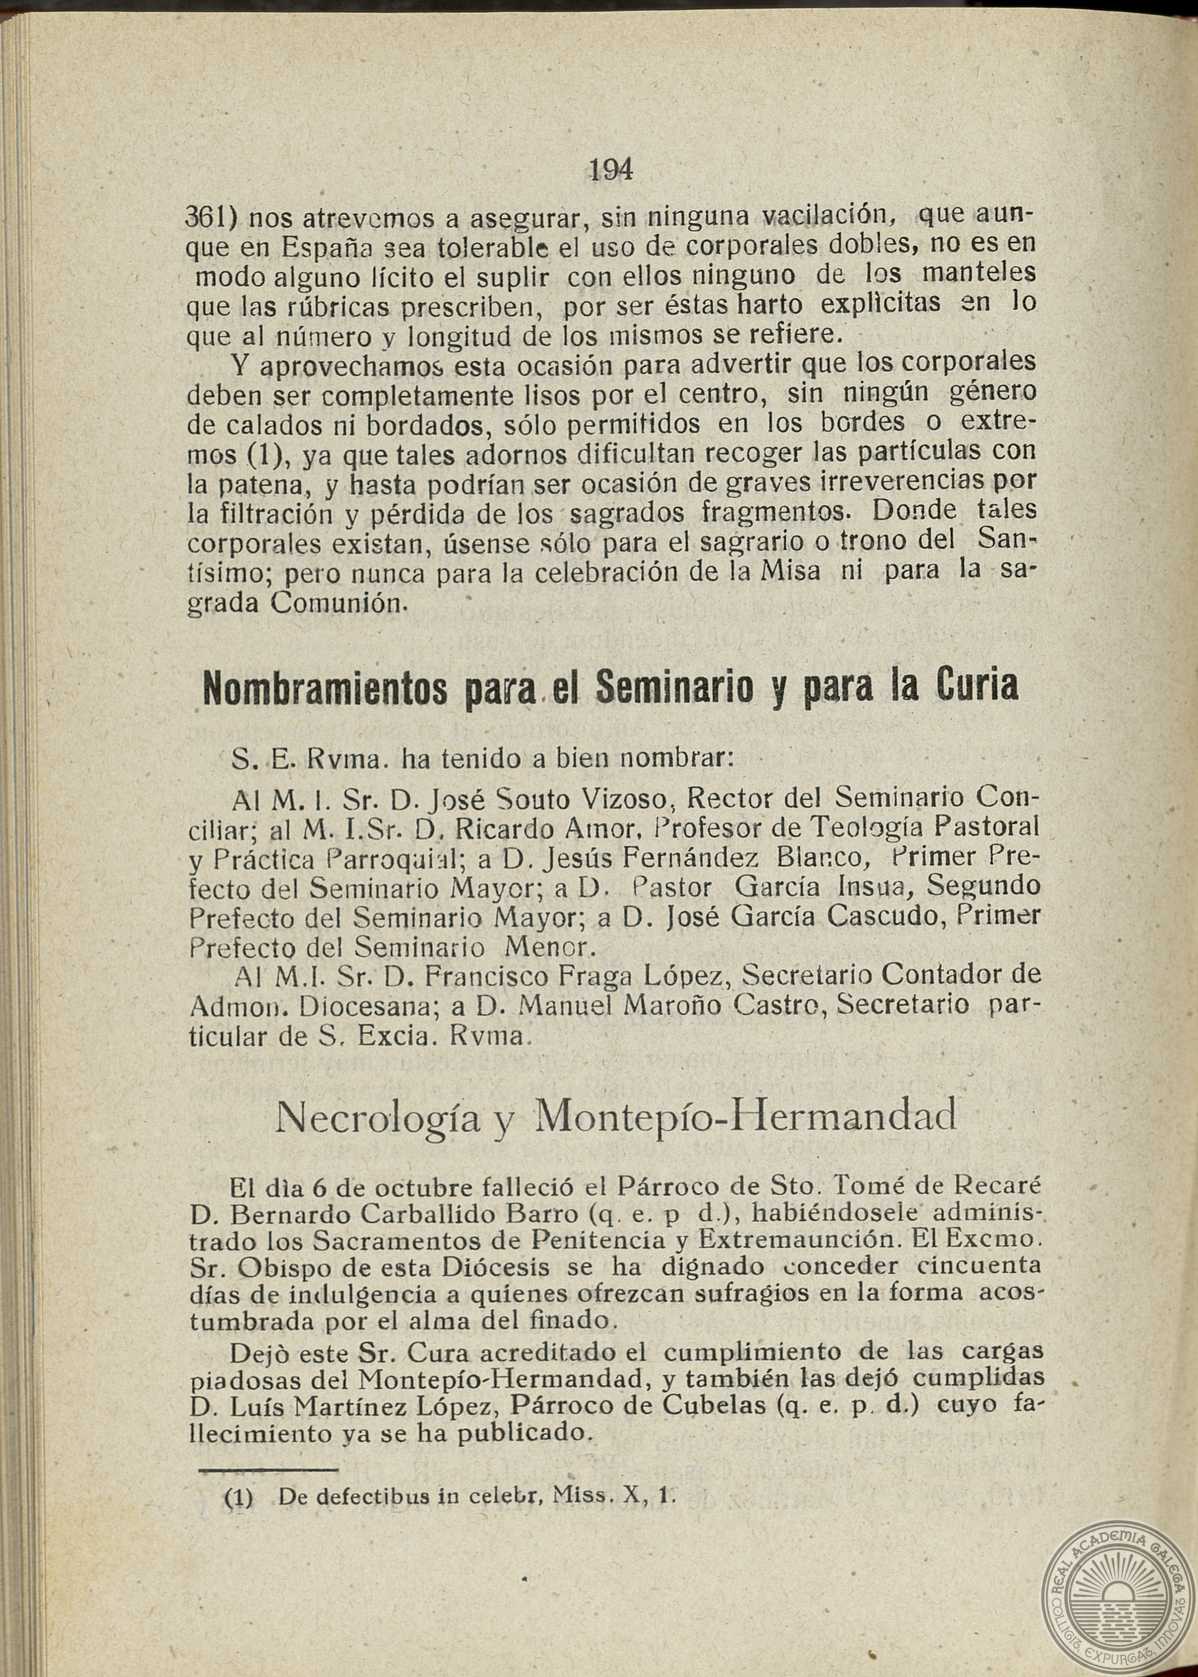 194
361) nos atrevemos a asegurar, sin ninguna vacilación, que aun-
que en España sea tolerable el uso de corporales dobles, no es en
modo alguno lícito el suplir con ellos ninguno de los manteles
que las rúbricas prescriben, por ser éstas harto explìcitas en lo
que al número y longitud de los mismos se refiere.
Y aprovechamos esta ocasión para advertir que los corporales
deben ser completamente lisos por el centro, sin ningún género
de calados ni bordados, sólo permitidos en los bordes o extre-
mos (1), ya que tales adornos dificultan recoger las partículas con
la patena, y hasta podrían ser ocasión de graves irreverencias por
la filtración y pérdida de los sagrados fragmentos. Donde tales
corporales existan, úsense sólo para el sagrario o trono del San-
tísimo; pero nunca para la celebración de la Misa ni para la sa-
grada Comunión.
Nombramientos para el Seminario y para la Curia
S. E. Rvma. ha tenido a bien nombrar:
Al M. I. Sr. D. José Souto Vizoso, Rector del Seminario Con-
ciliar; al M. I.Sr. D. Ricardo Amor, Profesor de Teología Pastoral
y Práctica Parroquial; a D. Jesús Fernández Blanco, Primer Pre-
fecto del Seminario Mayor; a D. Pastor García Insua, Segundo
Prefecto del Seminario Mayor; a D. José García Cascudo, Primer
Prefecto del Seminario Menor.
Al M.I. Sr. D. Francisco Fraga López, Secretario Contador de
Admon. Diocesana; a D. Manuel Maroño Castro, Secretario par-
ticular de S. Excia. Rvma.
Necrología y Montepío-Hermandad
El dìa 6 de octubre falleció el Párroco de Sto. Tomé de Recaré
D. Bernardo Carballido Barro (q. e. p d.), habiéndosele adminis-
trado los Sacramentos de Penitencia y Extremaunción. El Excmo.
Sr. Obispo de esta Diócesis se ha dignado conceder cincuenta
días de indulgencia a quienes ofrezcan sufragios en la forma acos-
tumbrada por el alma del finado.
Dejò este Sr. Cura acreditado el cumplimiento de las cargas
piadosas del Montepío-Hermandad, y también las dejó cumplidas
D. Luís Martínez López, Párroco de Cubelas (q. e. p. d.) cuyo fa-
llecimiento ya se ha publicado.
(1) De defectibus in celebr, Miss. X, 1.
REAL ACADEMIA GALEGA
COLLIGIT, EXPURGAT, INNOVAT